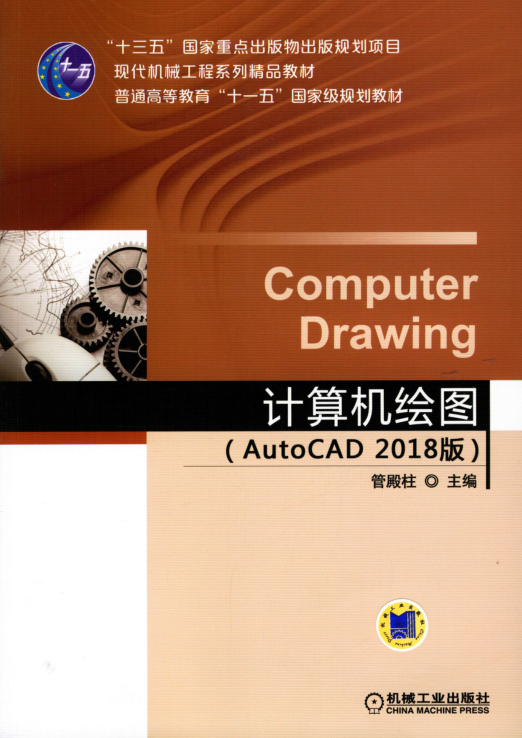 “十三五”国家重点出版物出版规划项目
现代机械工程系列精品教材
普通高等教育“十一五”国家级规划教材
十一五
Computer
Drawing
计算机绘图
（AutoCAD 2018版）
管殿柱 ◎ 主编
机械工业出版社
CHINA MACHINE PRESS